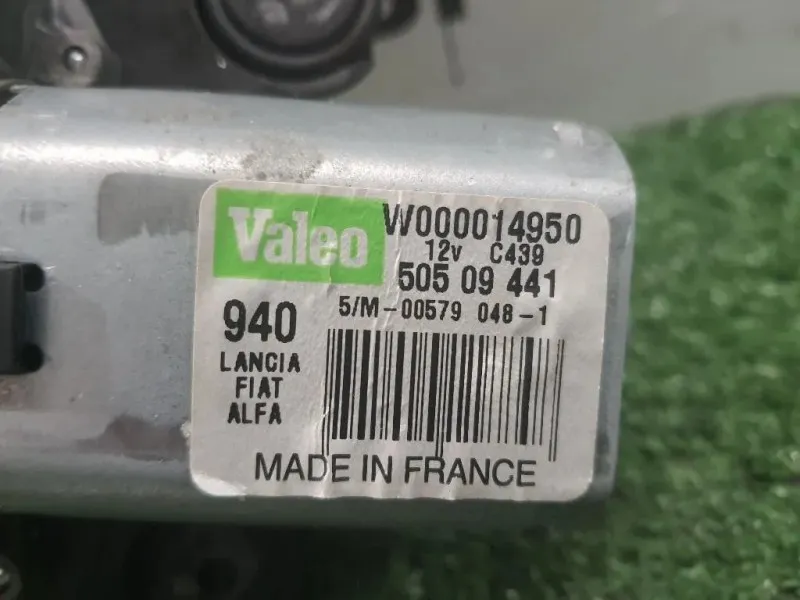 Valeo
W000014950
12v C439
505 09 441
5/M-00579 048-1
940
LANCIA
FIAT
ALFA
MADE IN FRANCE